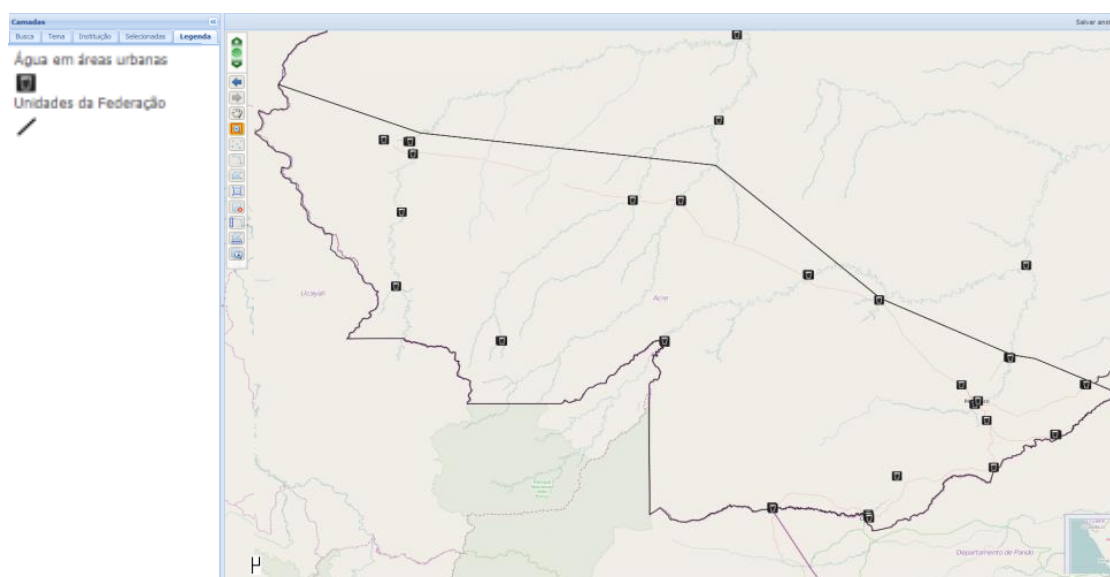 Camadas
Busca Tema Instituição Selecionadas Legenda
Água em áreas urbanas
Unidades da Federação
Salvar
Ucayali
Acre
Departamento de Pando